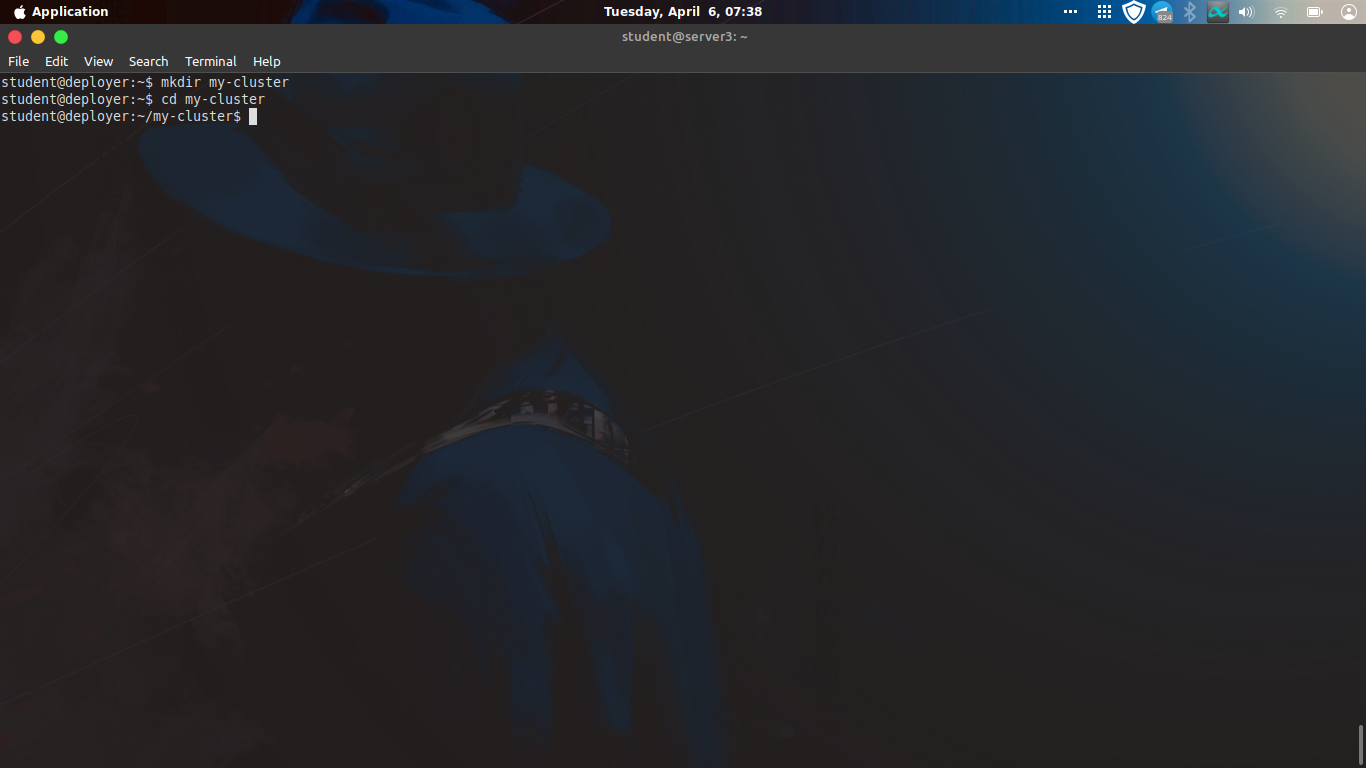 Application
Tuesday, April 6, 07:38
824
student@server3: ~
File Edit View Search Terminal Help
student@deployer:~$ mkdir my-cluster
student@deployer:~$ cd my-cluster
student@deployer:~/my-cluster$